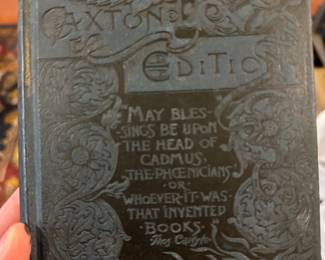 CAXTON
EDITION
MAY BLES-
SINGS BE UPON
THE HEAD OF
CADMUS,
THE PHŒNICIANS
OR
WHOEVER IT WAS
THAT INVENTED
BOOKS.
Thos Carlyle